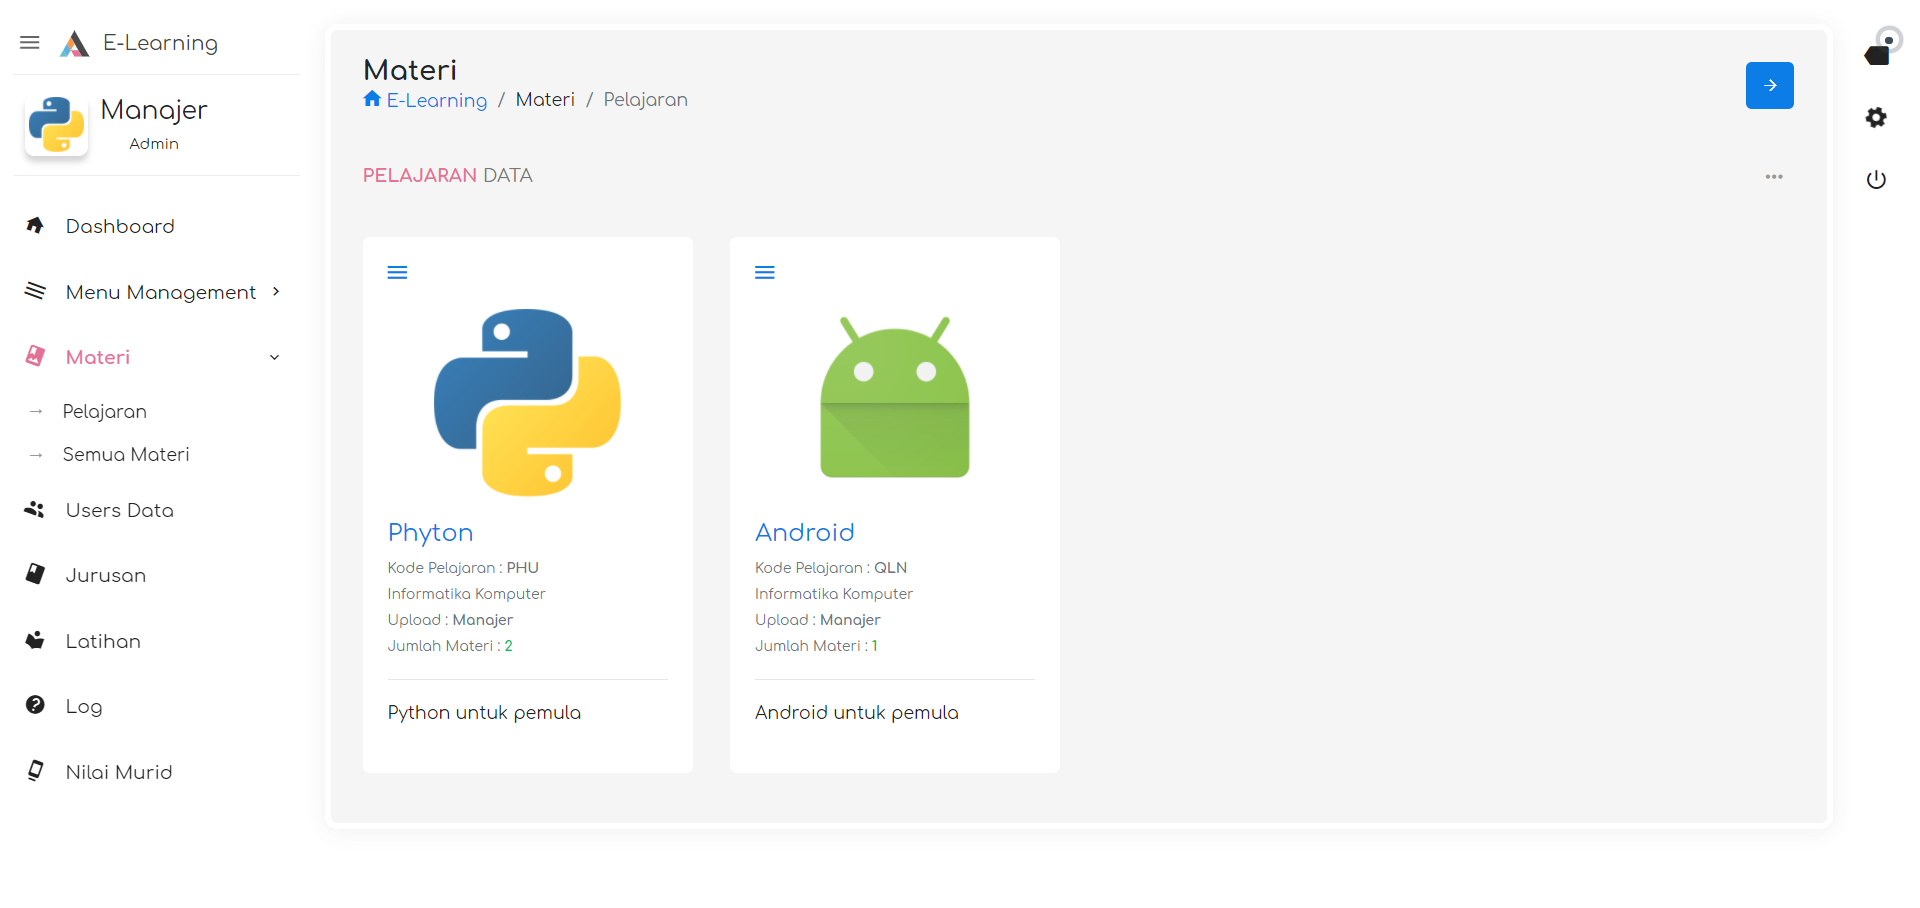 E-Learning
Manajer
Admin
Dashboard
Menu Management
Materi
Pelajaran
Semua Materi
Users Data
Jurusan
Latihan
Log
Nilai Murid
Materi
E-Learning / Materi / Pelajaran
PELAJARAN DATA
Phyton
Kode Pelajaran : PHU
Informatika Komputer
Upload : Manajer
Jumlah Materi : 2
Python untuk pemula
Android
Kode Pelajaran : QLN
Informatika Komputer
Upload : Manajer
Jumlah Materi : 1
Android untuk pemula